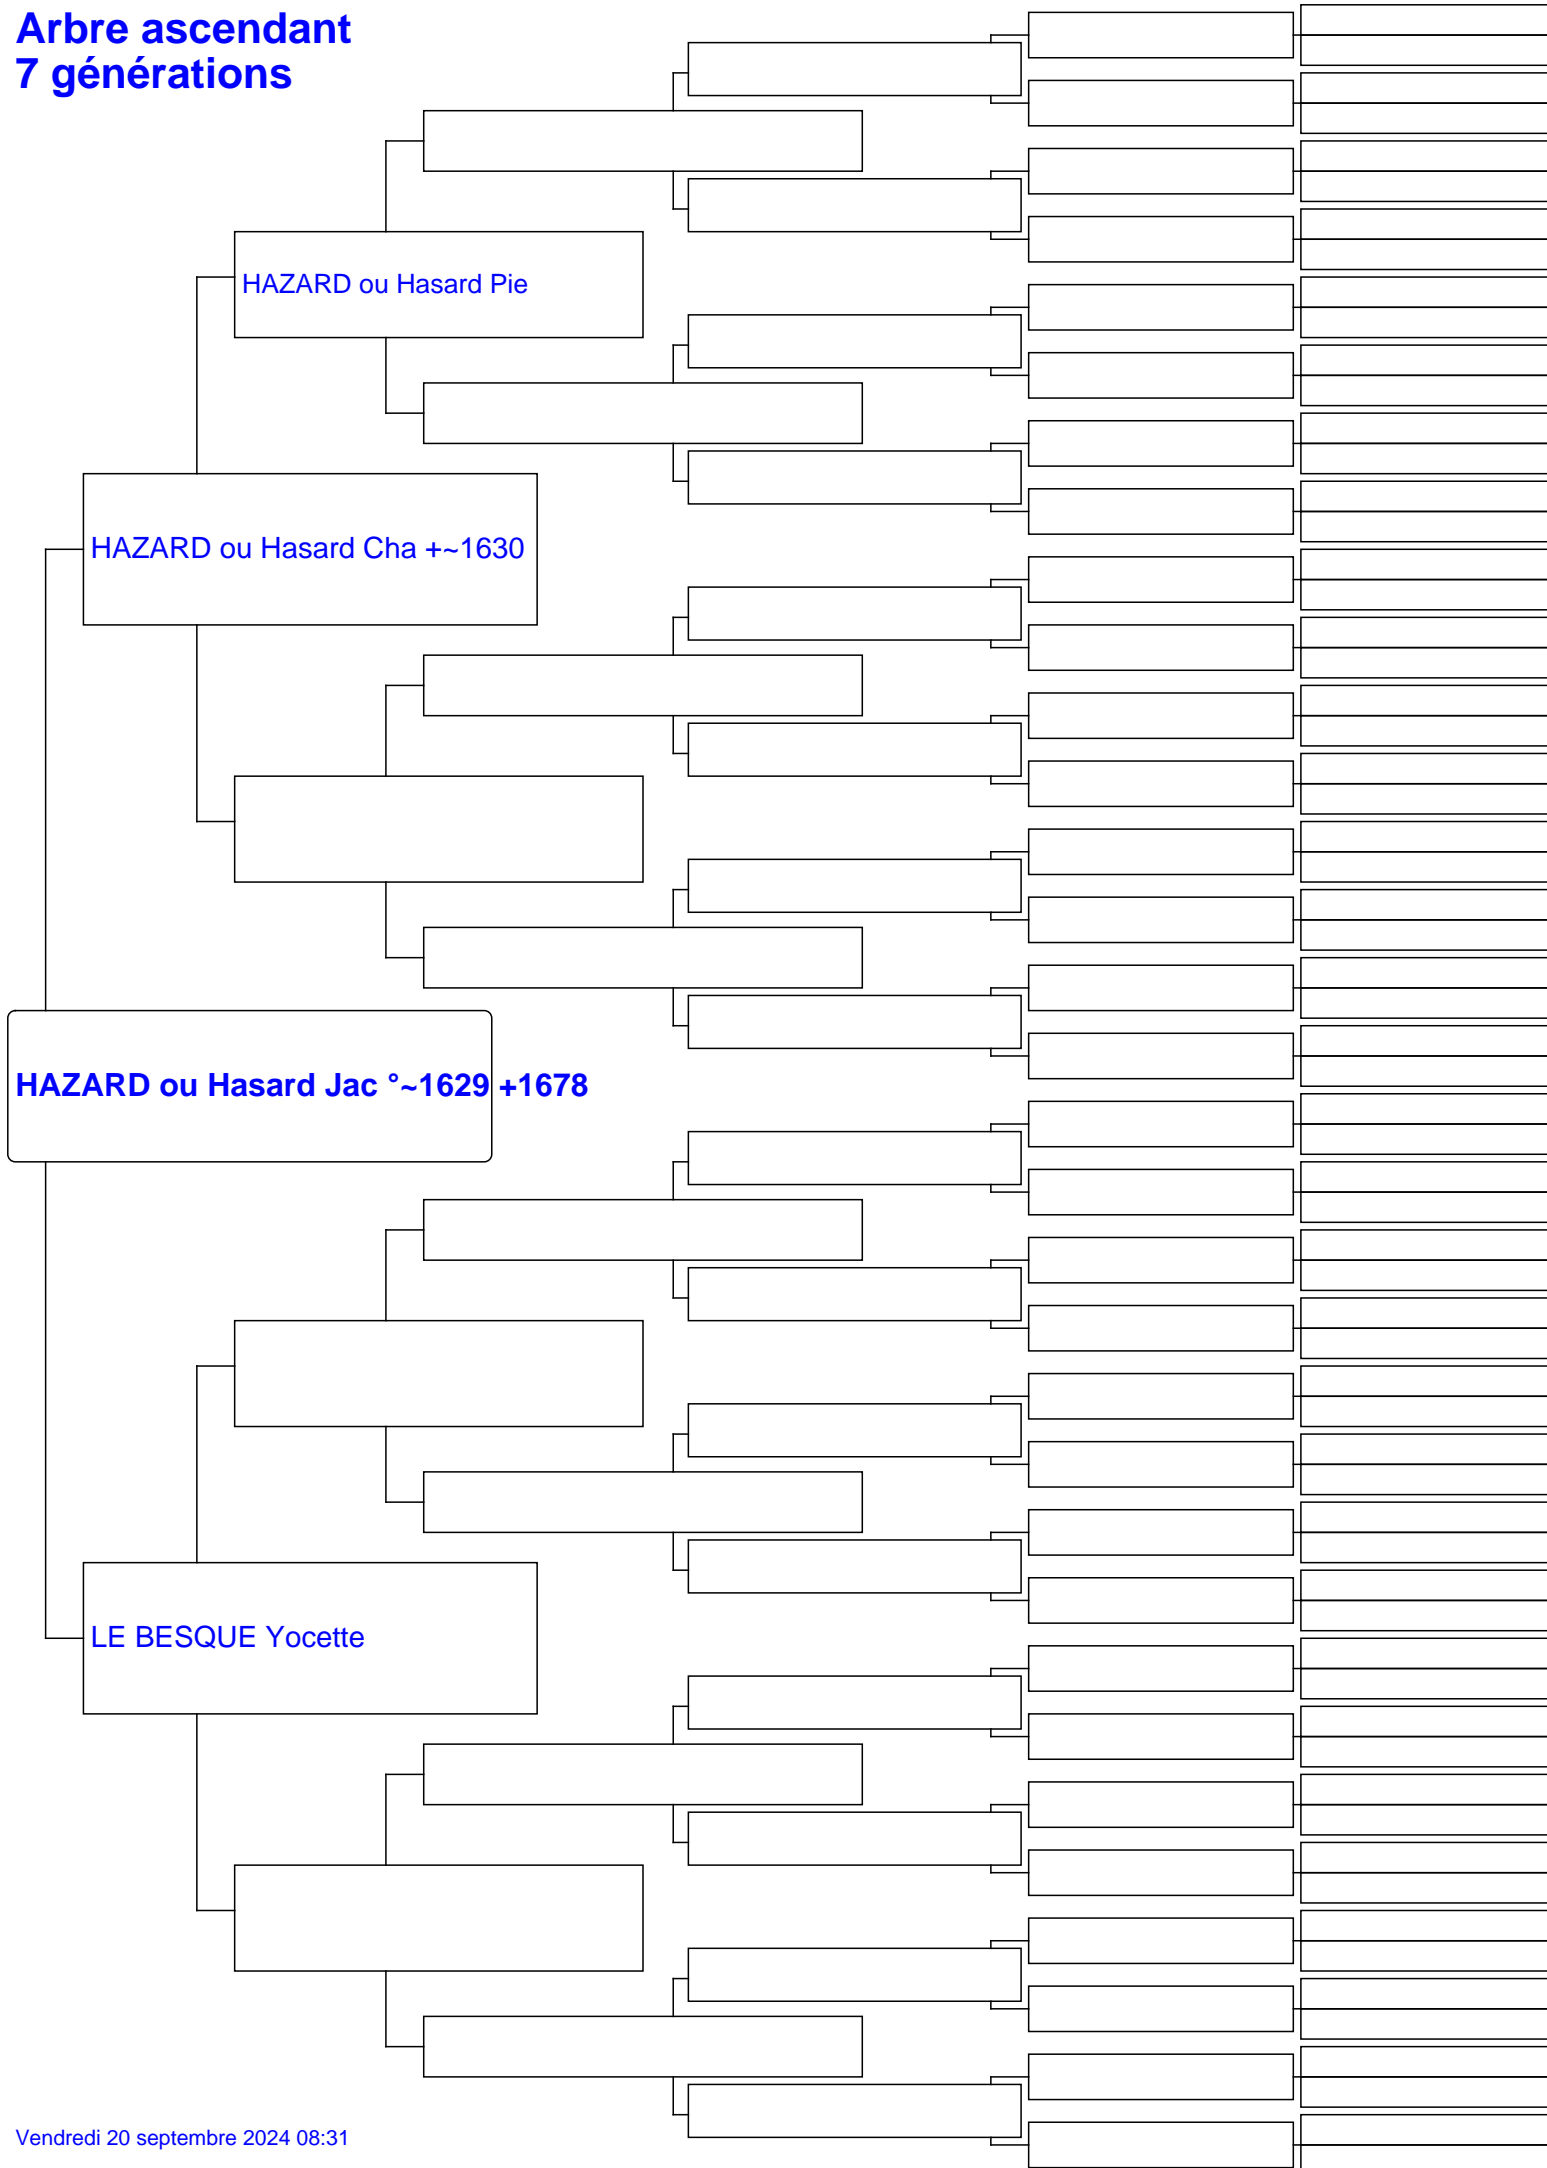 Arbre ascendant
7 générations
HAZARD ou Hasard Pie
HAZARD ou Hasard Cha +~1630
HAZARD ou Hasard Jac °~1629 +1678
LE BESQUE Yocette
Vendredi 20 septembre 2024 08:31